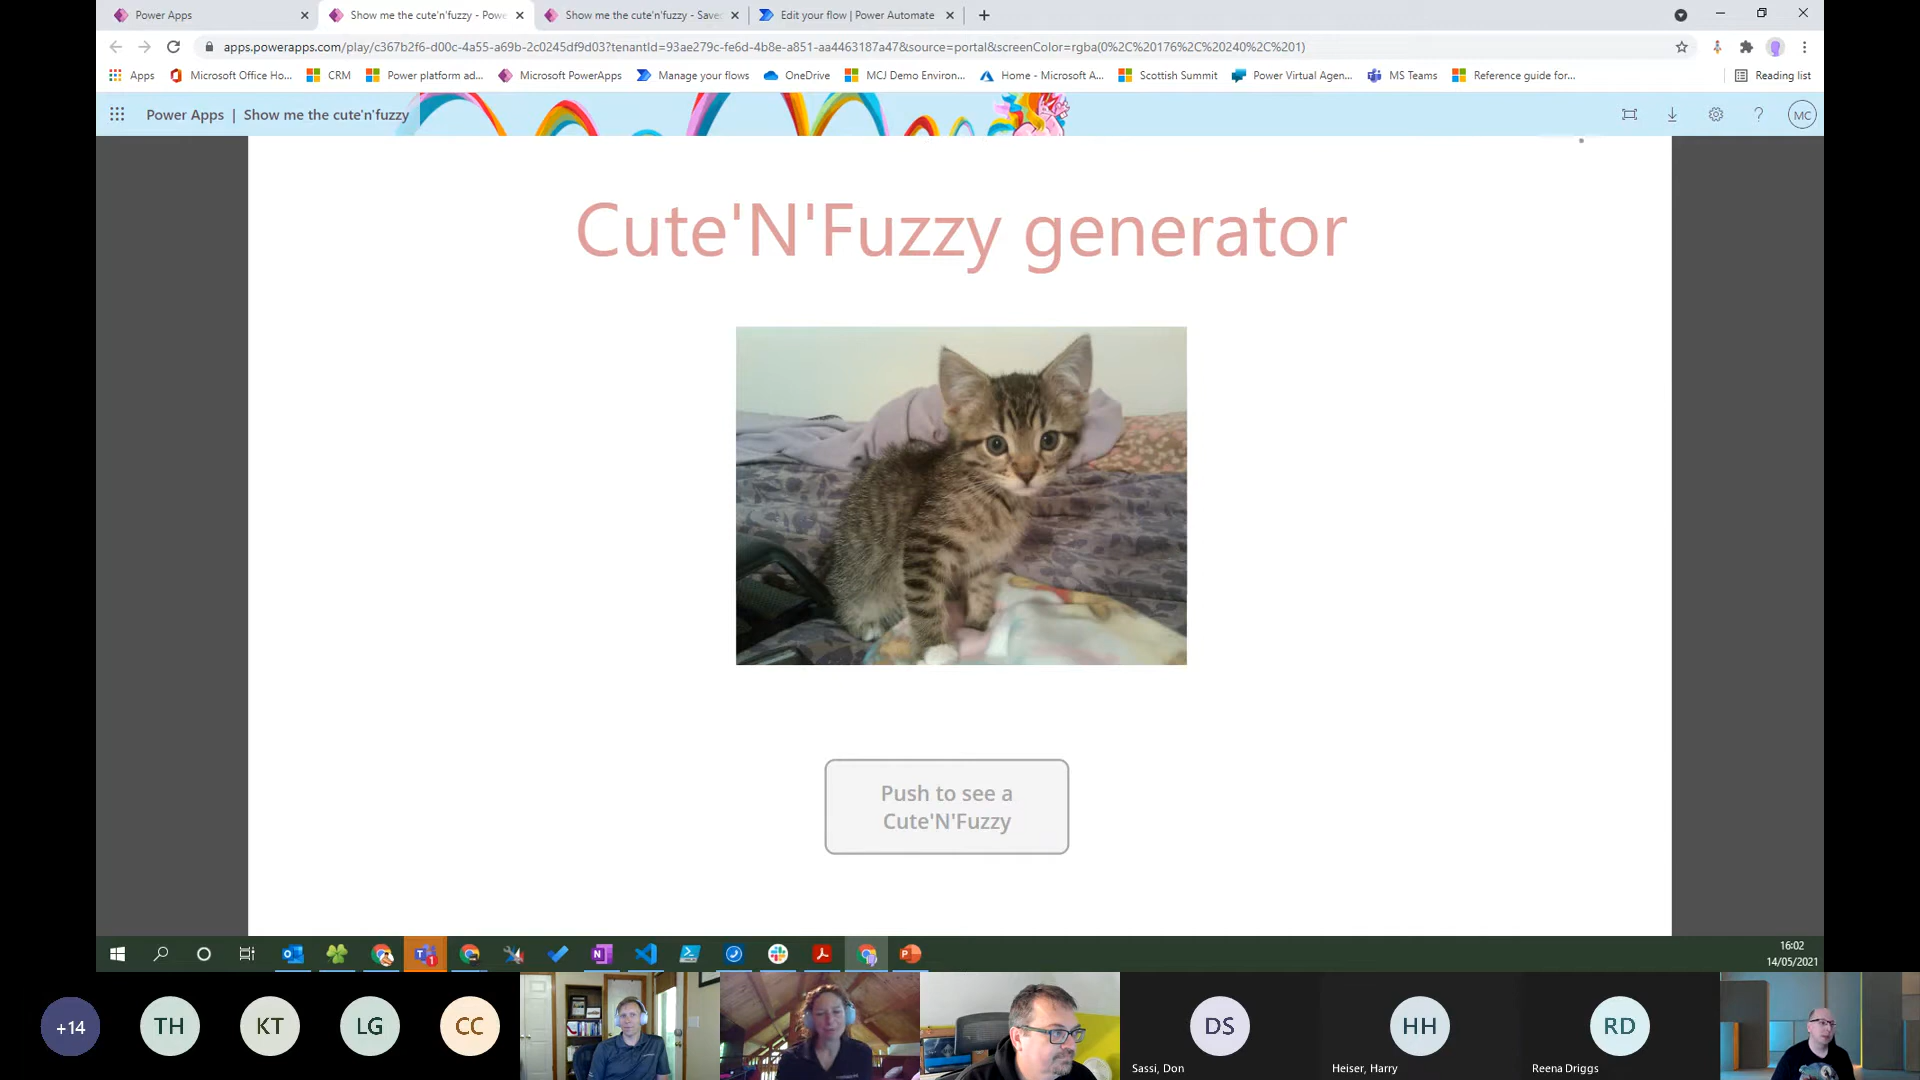 Power Apps
Show me the cute'n'fuzzy - Powe
Show me the cute'n'fuzzy - Save
Edit your flow | Power Automate
apps.powerapps.com/play/c367b2f6-d00c-4a55-a69b-2c0245df9d03?tenantId=93ae279c-fe6d-4b8e-a851-aa4463187a47&source=portal&screenColor=rgba(0%2C%20176%2C%20240%2C%201)
Apps
Microsoft Office Ho...
CRM
Power platform ad...
Microsoft PowerApps
Manage your flows
OneDrive
MCJ Demo Environ...
Home - Microsoft A...
Scottish Summit
Power Virtual Agen...
MS Teams
Reference guide for...
Reading list
Power Apps | Show me the cute'n'fuzzy
MC
Cute'N'Fuzzy generator
Push to see a
Cute'N'Fuzzy
16:02
14/05/2021
+14
TH
KT
LG
CC
DS
HH
RD
Sassi, Don
Heiser, Harry
Reena Driggs